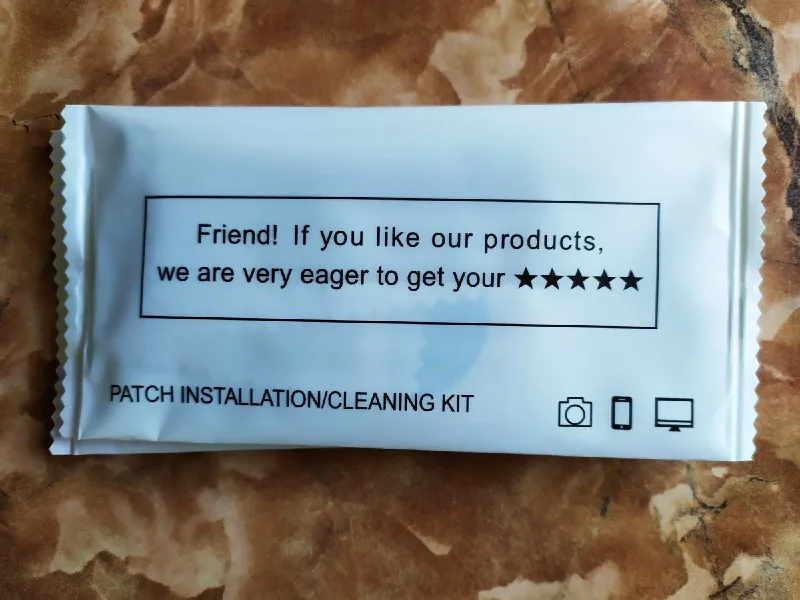 Friend! If you like our products,
we are very eager to get your ★★★★★
PATCH INSTALLATION/CLEANING KIT